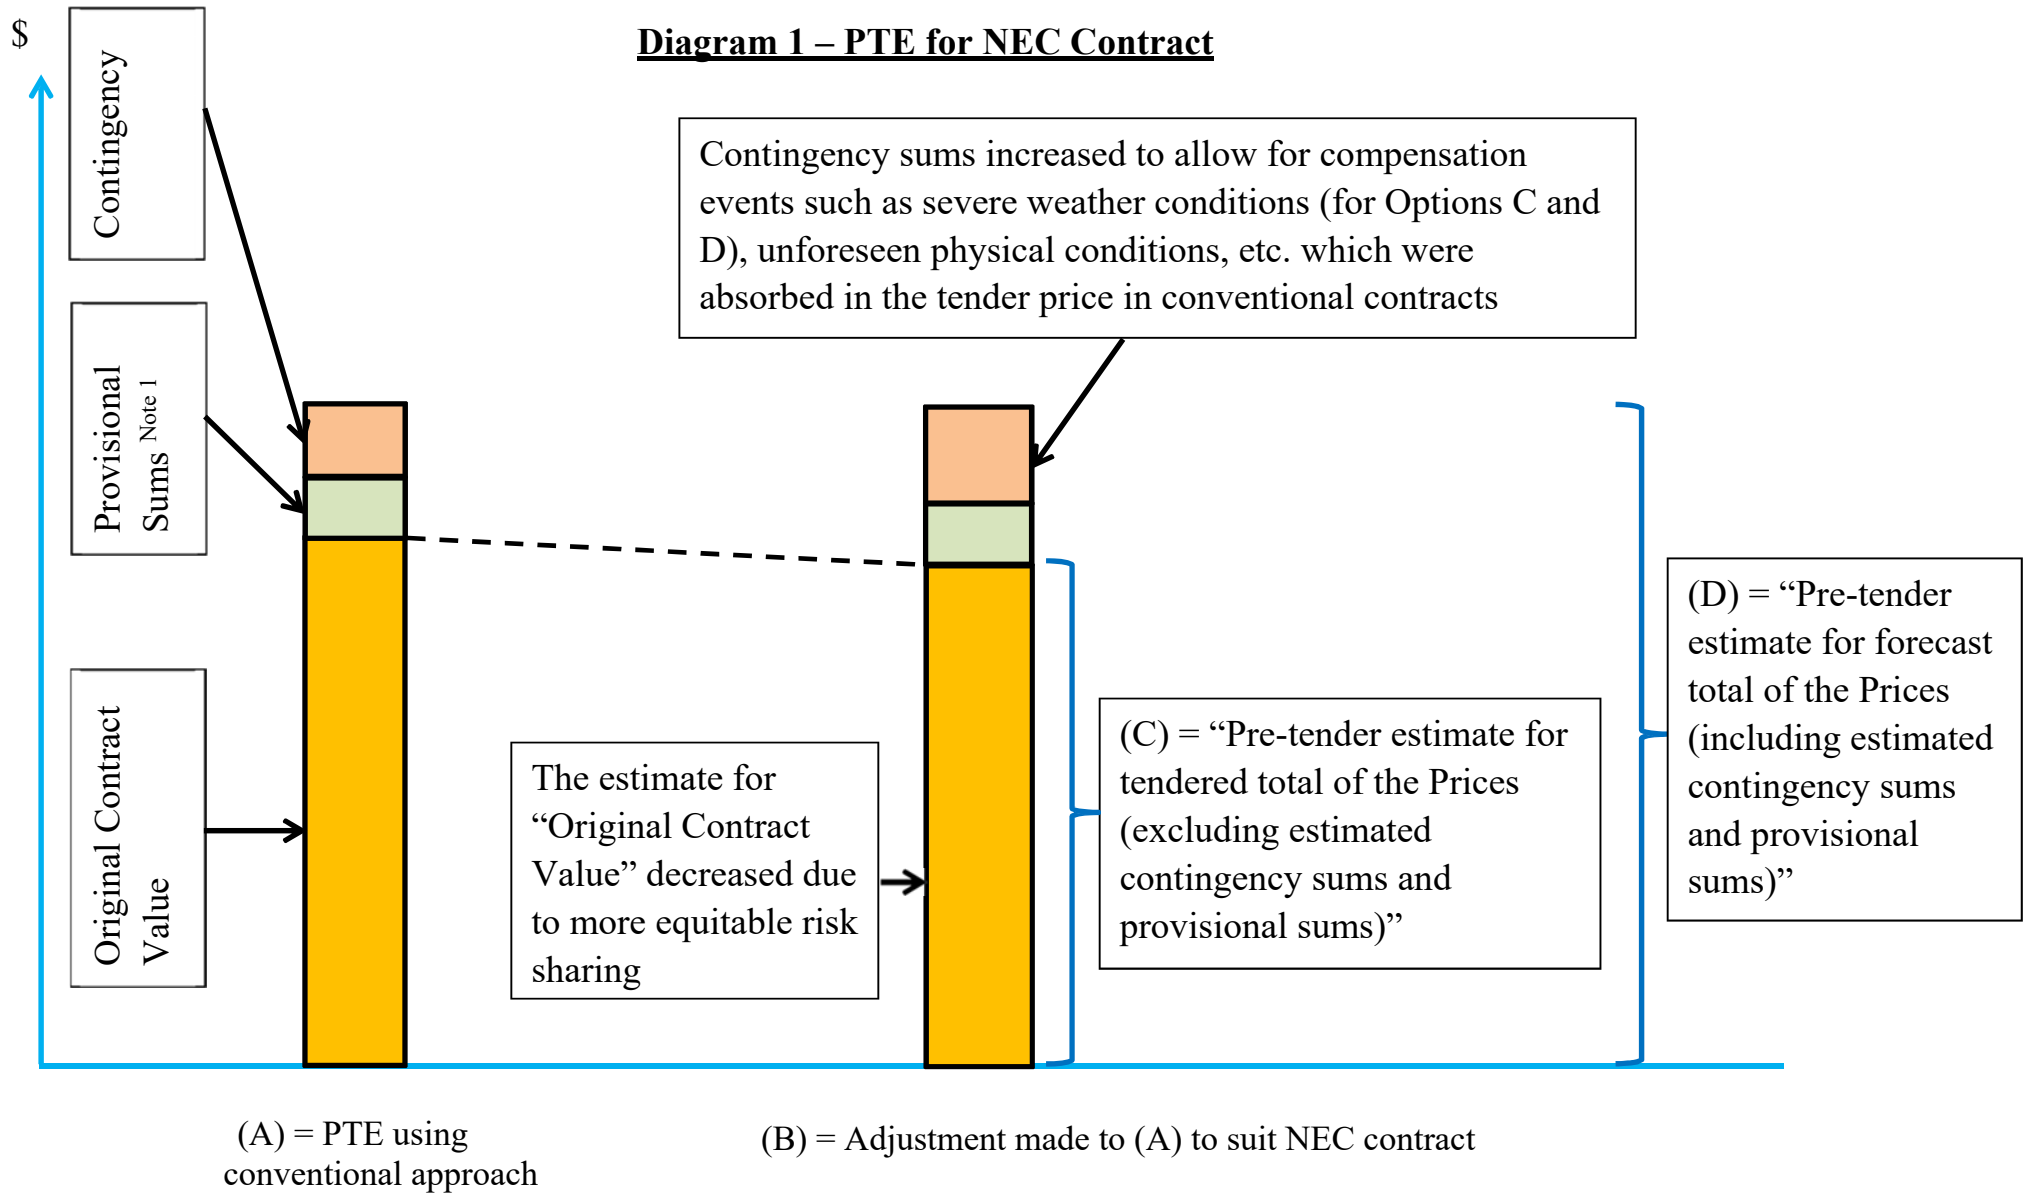 $
Diagram 1 – PTE for NEC Contract
Contingency
Provisional
Sums Note 1
Original Contract
Value
Contingency sums increased to allow for compensation
events such as severe weather conditions (for Options C and
D), unforeseen physical conditions, etc. which were
absorbed in the tender price in conventional contracts
The estimate for
“Original Contract
Value” decreased due
to more equitable risk
sharing
(C) = “Pre-tender estimate for
tendered total of the Prices
(excluding estimated
contingency sums and
provisional sums)”
(D) = “Pre-tender
estimate for forecast
total of the Prices
(including estimated
contingency sums
and provisional
sums)”
(A) = PTE using
conventional approach
(B) = Adjustment made to (A) to suit NEC contract